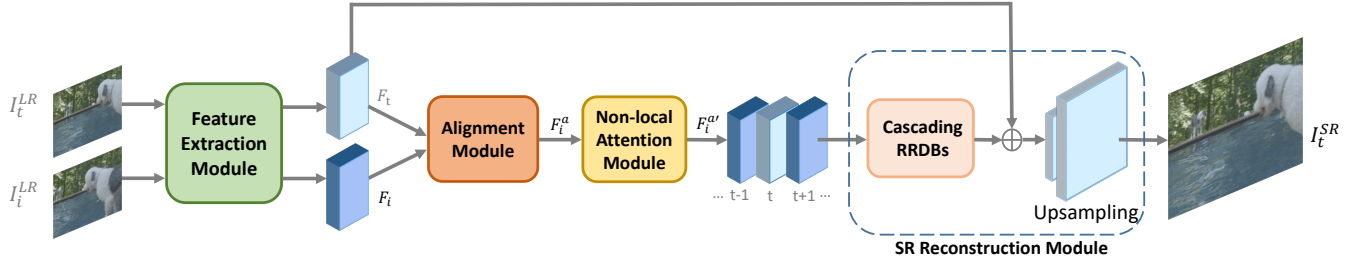 I_t^{LR}
I_i^{LR}
Feature
Extraction
Module
F_t
F_i
Alignment
Module
F_i^a
Non-local
Attention
Module
F_i^{a'}
... t-1 t t+1 ...
Cascading
RRDBs
Upsampling
SR Reconstruction Module
I_t^{SR}